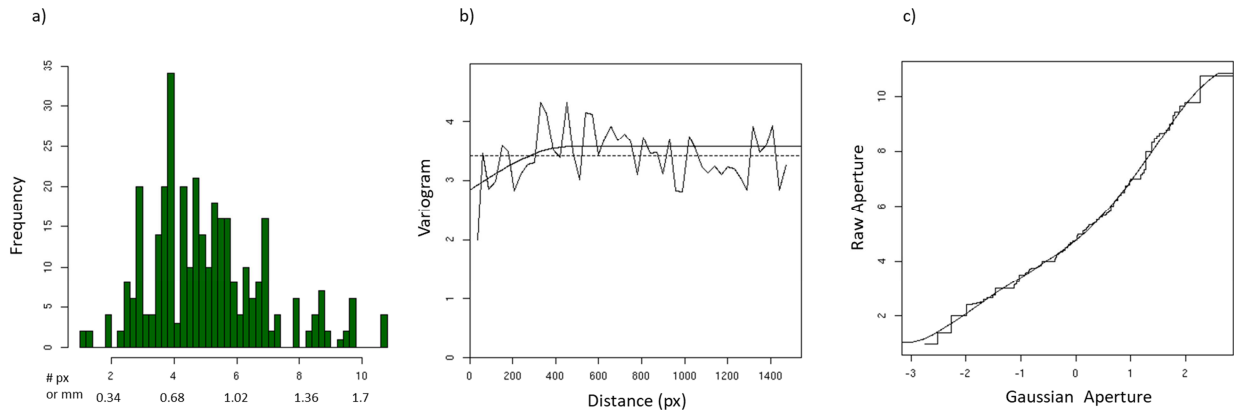 a)
b)
c)
Frequency
0 5 10 15 20 25 30 35
2 4 6 8 10
# px
or mm
0.34 0.68 1.02 1.36 1.7
Variogram
0 1 2 3 4
0 200 400 600 800 1000 1200 1400
Distance (px)
Raw Aperture
2 4 6 8 10
-3 -2 -1 0 1 2
Gaussian Aperture